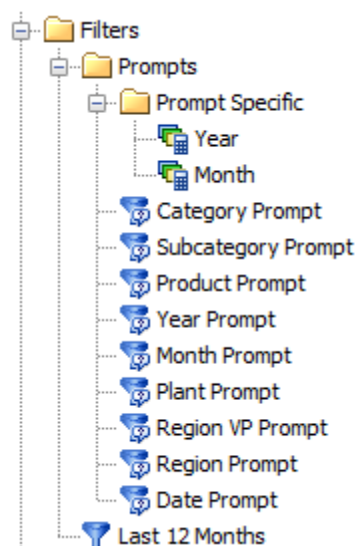 Filters
Prompts
Prompt Specific
Year
Month
Category Prompt
Subcategory Prompt
Product Prompt
Year Prompt
Month Prompt
Plant Prompt
Region VP Prompt
Region Prompt
Date Prompt
Last 12 Months